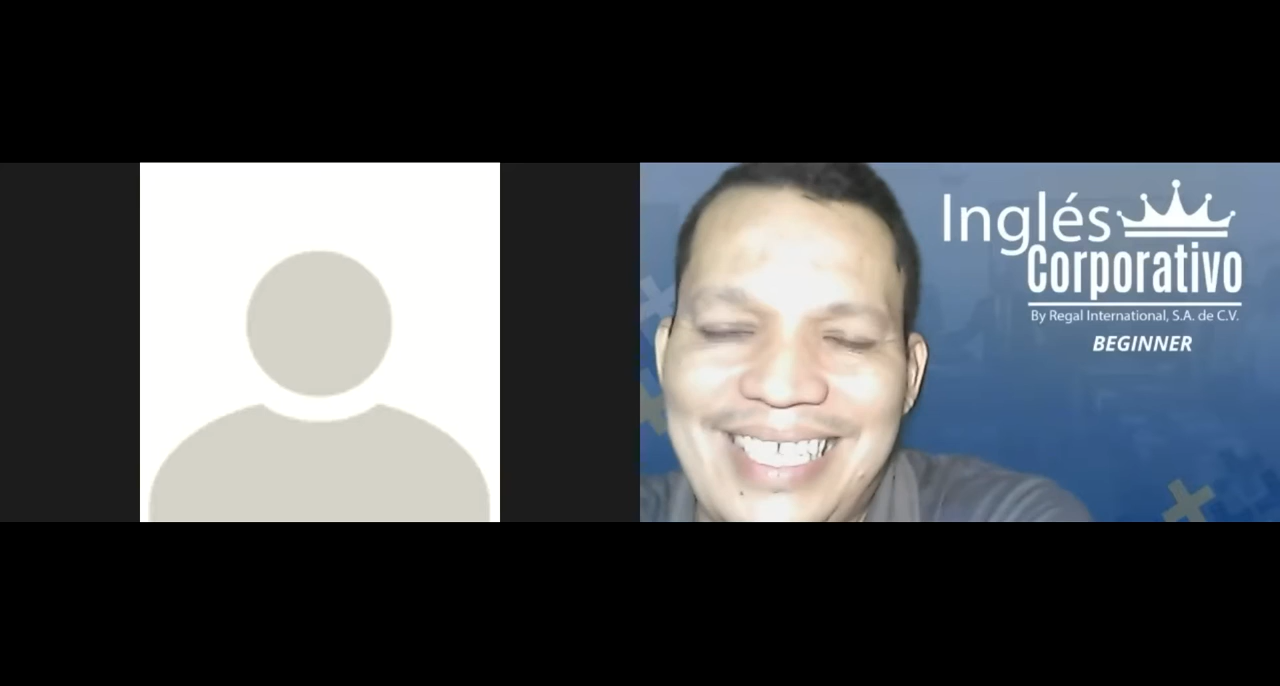 Inglés
Corporativo
By Regal International, S.A. de C.V.
BEGINNER